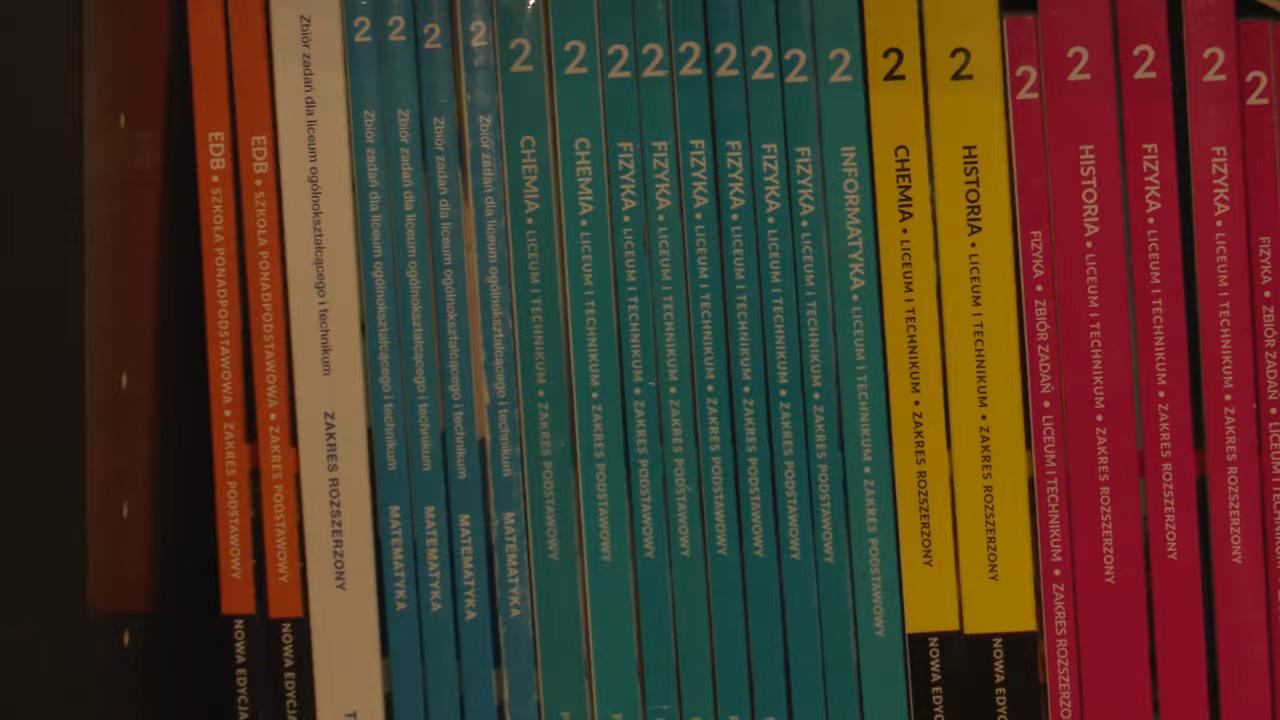 EDB • SZKOŁA PONADPODSTAWOWA • ZAKRES PODSTAWOWY
NOWA EDYCJA
EDB • SZKOŁA PONADPODSTAWOWA • ZAKRES PODSTAWOWY
NOWA EDYCJA
Zbiór zadań dla liceum ogólnokształcącego i technikum ZAKRES ROZSZERZONY
2 Zbiór zadań dla liceum ogólnokształcącego i technikum MATEMATYKA
2 Zbiór zadań dla liceum ogólnokształcącego i technikum MATEMATYKA
2 Zbiór zadań dla liceum ogólnokształcącego i technikum MATEMATYKA
2 Zbiór zadań dla liceum ogólnokształcącego i technikum MATEMATYKA
2 CHEMIA • LICEUM I TECHNIKUM • ZAKRES PODSTAWOWY
2 CHEMIA • LICEUM I TECHNIKUM • ZAKRES PODSTAWOWY
2 FIZYKA • LICEUM I TECHNIKUM • ZAKRES PODSTAWOWY
2 FIZYKA • LICEUM I TECHNIKUM • ZAKRES PODSTAWOWY
2 FIZYKA • LICEUM I TECHNIKUM • ZAKRES PODSTAWOWY
2 FIZYKA • LICEUM I TECHNIKUM • ZAKRES PODSTAWOWY
2 FIZYKA • LICEUM I TECHNIKUM • ZAKRES PODSTAWOWY
2 FIZYKA • LICEUM I TECHNIKUM • ZAKRES PODSTAWOWY
2 INFORMATYKA • LICEUM I TECHNIKUM • ZAKRES PODSTAWOWY
2 CHEMIA • LICEUM I TECHNIKUM • ZAKRES ROZSZERZONY
NOWA EDYC
2 HISTORIA • LICEUM I TECHNIKUM • ZAKRES ROZSZERZONY
NOWA EDYC
2 FIZYKA • ZBIÓR ZADAŃ • LICEUM I TECHNIKUM • ZAKRES ROZSZERZO
2 HISTORIA • LICEUM I TECHNIKUM • ZAKRES ROZSZERZONY
2 FIZYKA • LICEUM I TECHNIKUM • ZAKRES ROZSZERZONY
2 FIZYKA • LICEUM I TECHNIKUM • ZAKRES ROZSZERZONY
2 FIZYKA • ZBIÓR ZADAŃ • LICEUM I TECHNIKUM